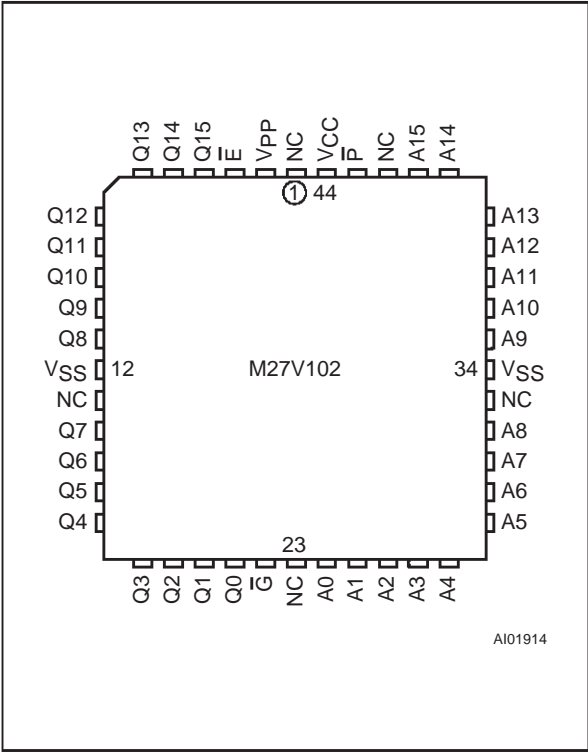 Q13 Q14 Q15 E VPP NC VCC P NC A15 A14
1 44
Q12 A13
Q11 A12
Q10 A11
Q9 A10
Q8 A9
VSS 12 M27V102 34 VSS
NC NC
Q7 A8
Q6 A7
Q5 A6
Q4 A5
23
Q3 Q2 Q1 Q0 G NC A0 A1 A2 A3 A4
AI01914